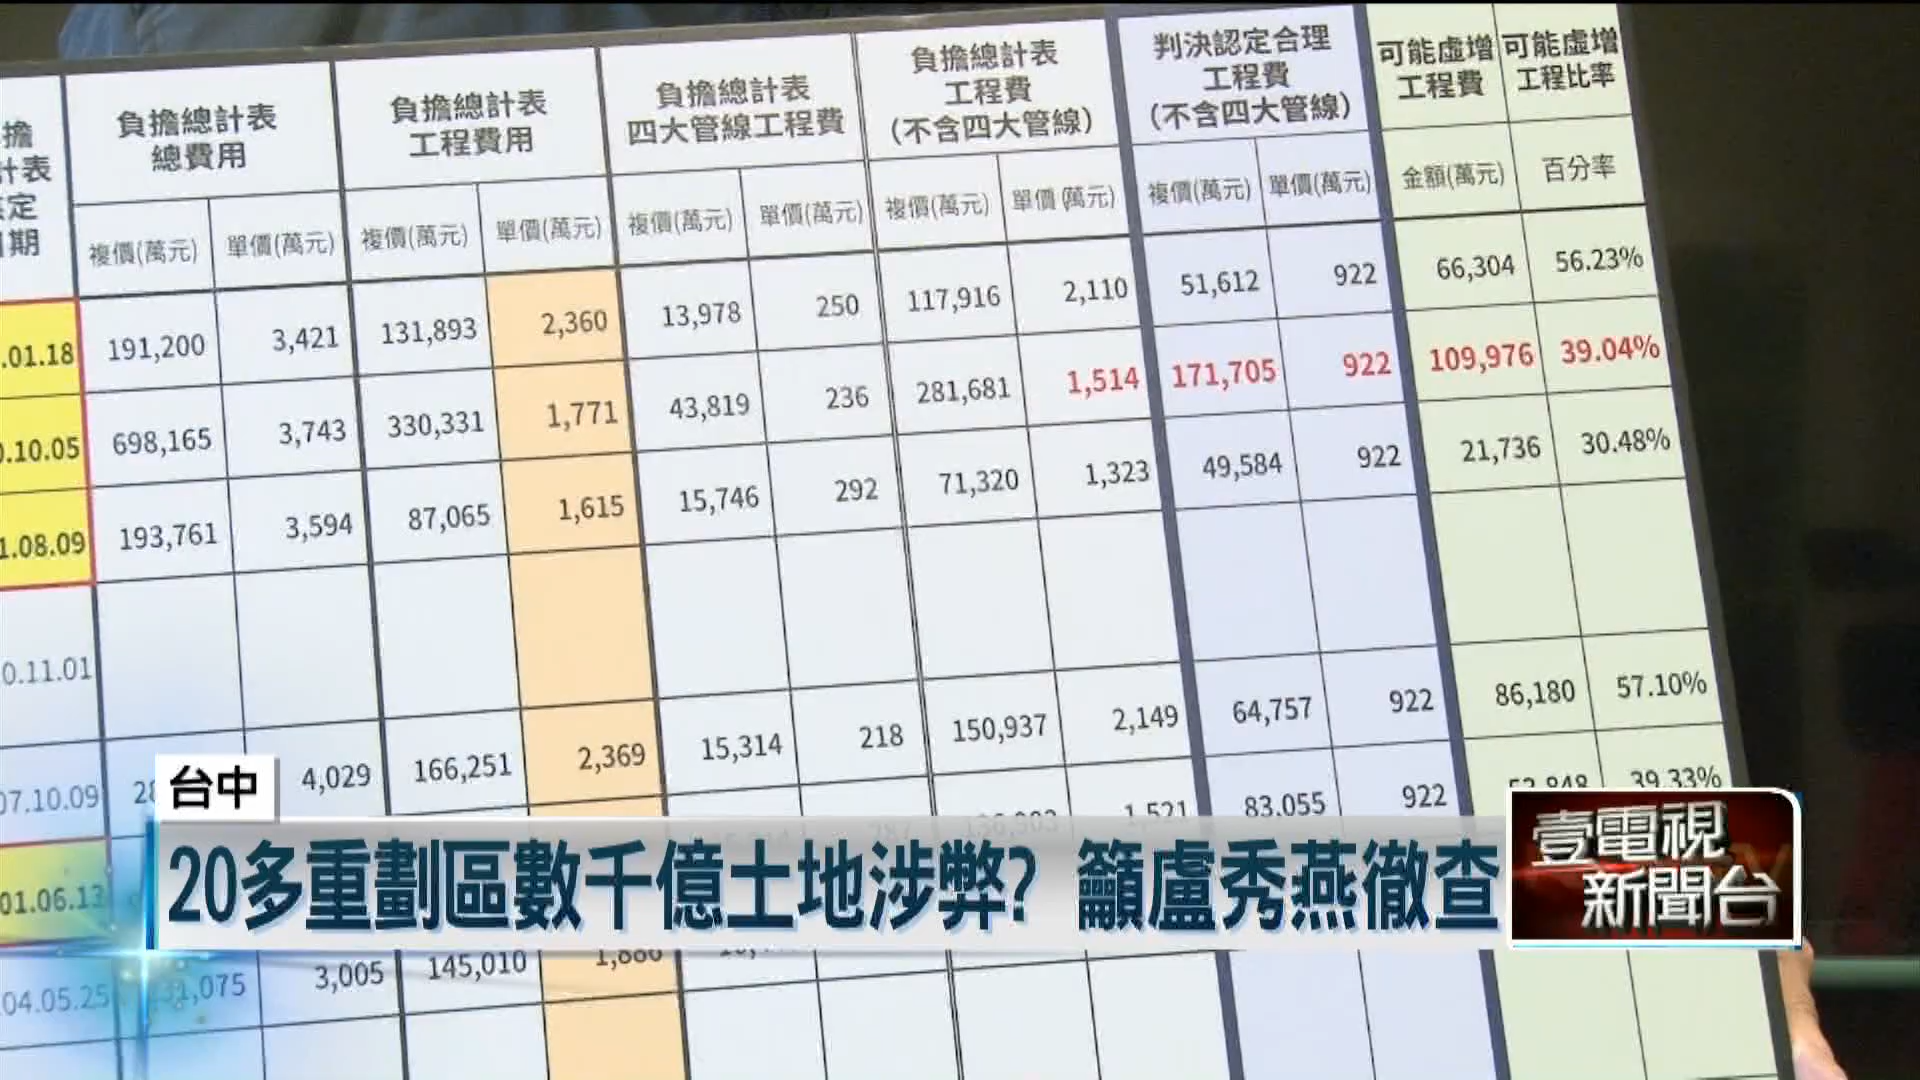 擔
計表
定
期
負擔總計表
總費用
負擔總計表
工程費用
負擔總計表
四大管線工程費
負擔總計表
工程費
(不含四大管線)
判決認定合理
工程費
(不含四大管線)
可能虛增
工程費
可能虛增
工程比率
複價(萬元) 單價(萬元) 複價(萬元) 單價(萬元) 複價(萬元) 單價(萬元) 複價(萬元) 單價(萬元) 複價(萬元) 單價(萬元) 金額(萬元) 百分率
.01.18 191,200 3,421 131,893 2,360 13,978 250 117,916 2,110 51,612 922 66,304 56.23%
0.10.05 698,165 3,743 330,331 1,771 43,819 236 281,681 1,514 171,705 922 109,976 39.04%
1.08.09 193,761 3,594 87,065 1,615 15,746 292 71,320 1,323 49,584 922 21,736 30.48%
0.11.01
07.10.09 28 4,029 166,251 2,369 15,314 218 150,937 2,149 64,757 922 86,180 57.10%
01.06.13 1,521 83,055 922 39.33%
04.05.25 31,075 3,005 145,010 1,886
台中
20多重劃區數千億土地涉弊? 籲盧秀燕徹查
壹電視
新聞台